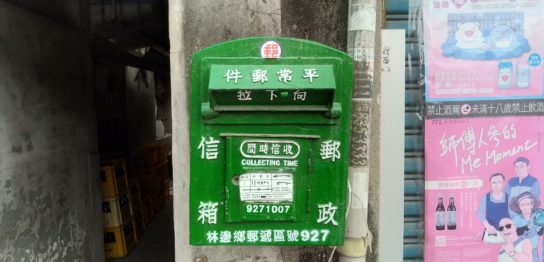 郵
件郵常平
向下拉
信 郵
間時信收
COLLECTING TIME
箱 政
9271007
林邊鄉郵遞區號927
禁止酒駕 未滿十八歲禁止飲酒
師傅人蔘的
Me Moment